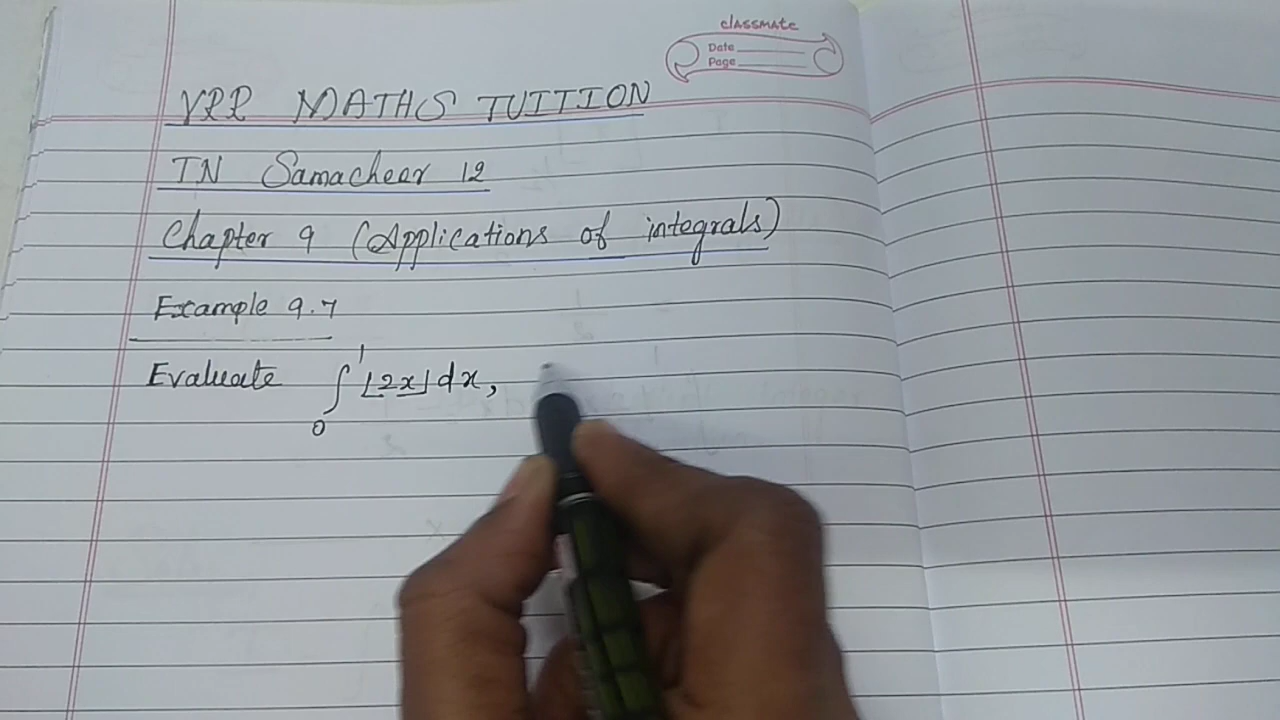 classmate
Date
Page
VRR MATHS TUITION
TN Samacheer 12
Chapter 9 (Applications of integrals)
Example 9.7
Evaluate ∫₀¹ ⌊2x⌋ dx,